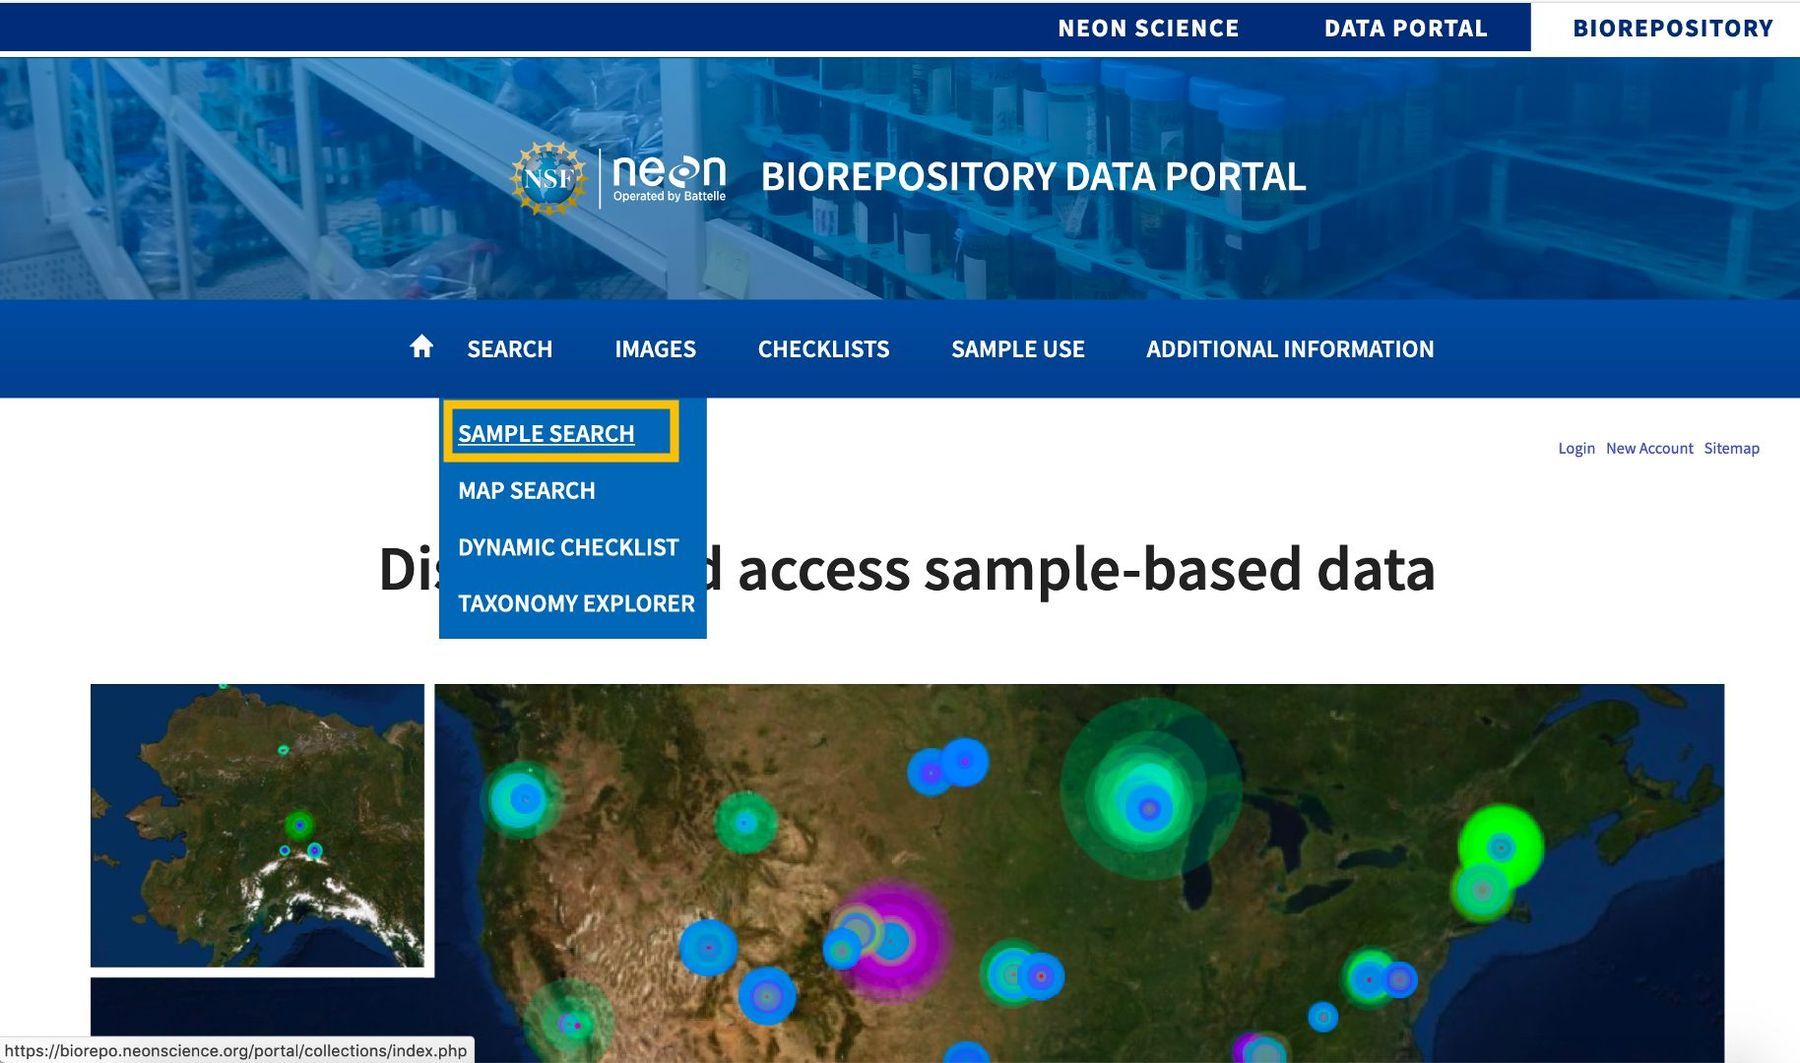 NEON SCIENCE DATA PORTAL BIOREPOSITORY
NSF neon BIOREPOSITORY DATA PORTAL
Operated by Battelle
SEARCH IMAGES CHECKLISTS SAMPLE USE ADDITIONAL INFORMATION
SAMPLE SEARCH
Login New Account Sitemap
MAP SEARCH
DYNAMIC CHECKLIST
access sample-based data
TAXONOMY EXPLORER
https://biorepo.neonscience.org/portal/collections/index.php